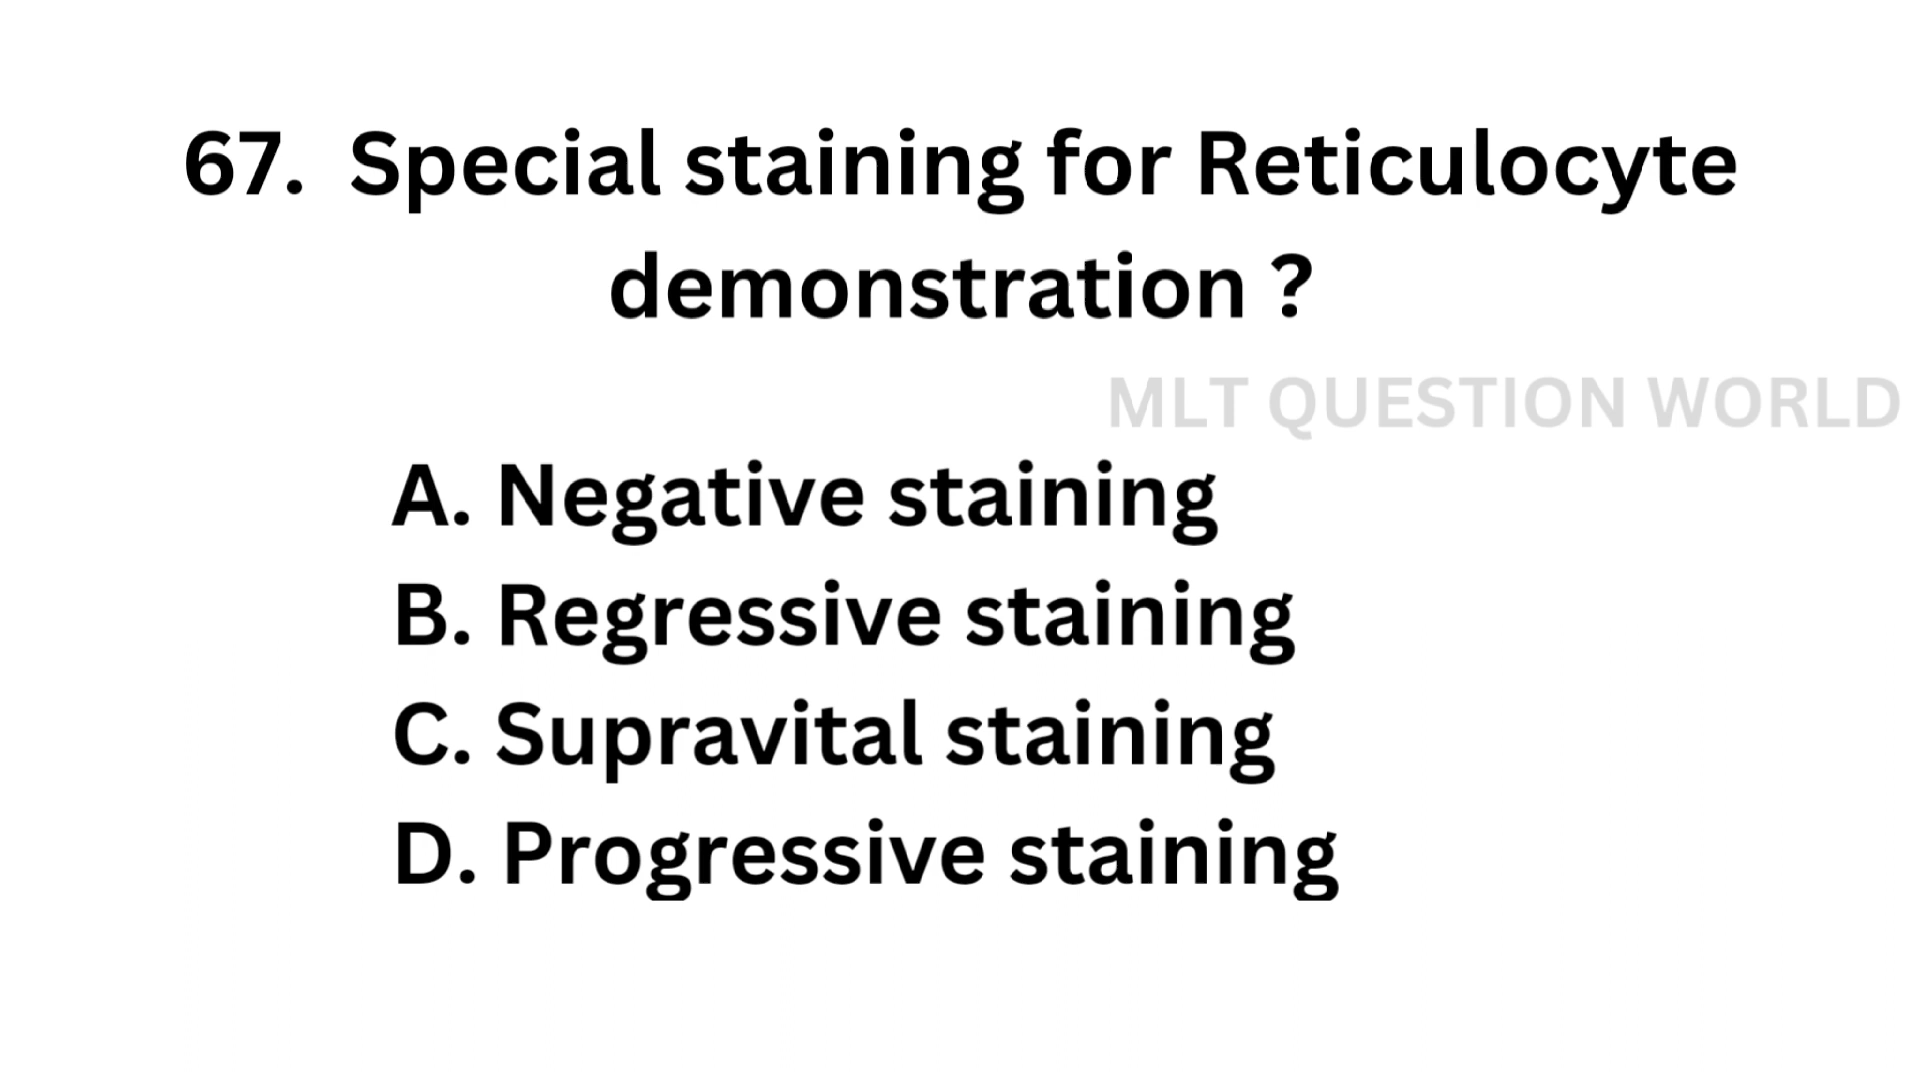 67. Special staining for Reticulocyte
demonstration ?
MLT QUESTION WORLD
A. Negative staining
B. Regressive staining
C. Supravital staining
D. Progressive staining